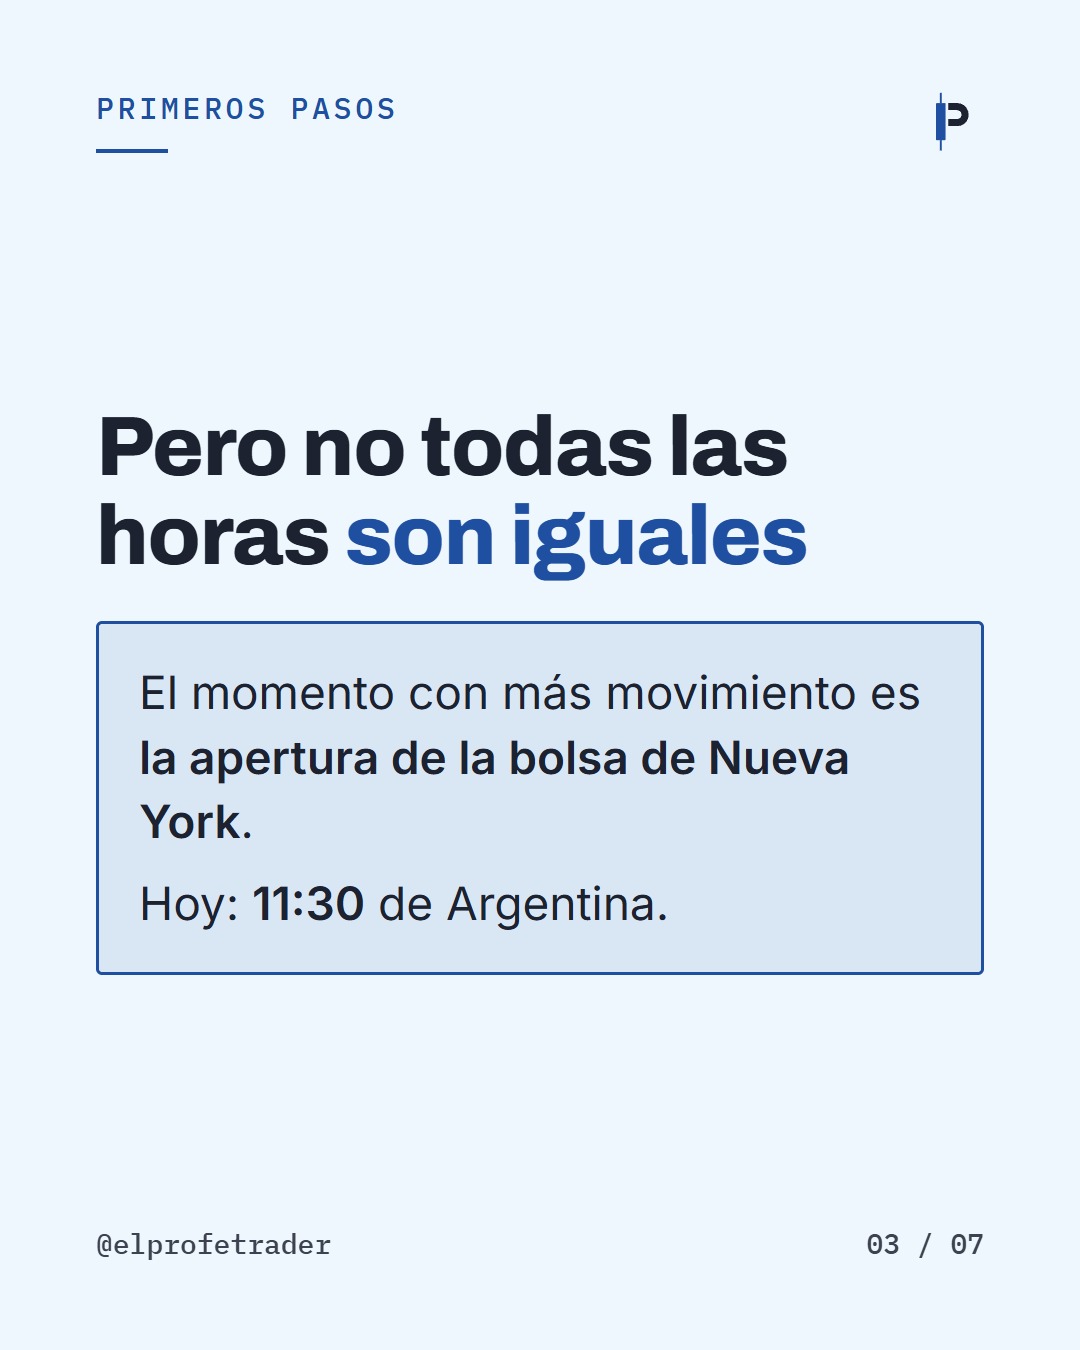 PRIMEROS PASOS
Pero no todas las
horas son iguales
El momento con más movimiento es
la apertura de la bolsa de Nueva
York.
Hoy: 11:30 de Argentina.
@elprofetrader
03 / 07